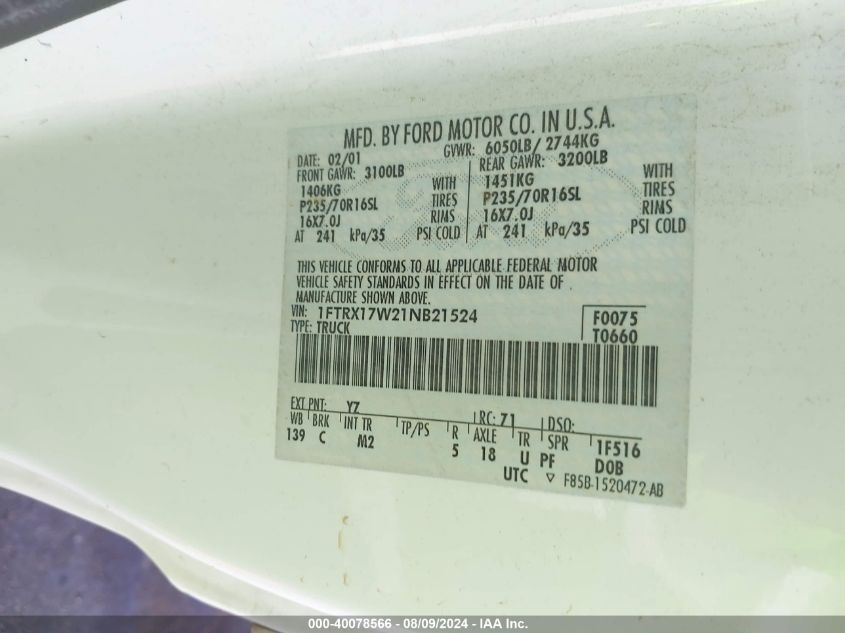 MFD. BY FORD MOTOR CO. IN U.S.A.
DATE: 02/01 GVWR: 6050LB/ 2744KG
FRONT GAWR: 3100LB REAR GAWR: 3200LB
1406KG WITH 1451KG WITH
P235/70R16SL TIRES P235/70R16SL TIRES
16X7.0J RIMS 16X7.0J RIMS
AT 241 kPa/35 PSI COLD AT 241 kPa/35 PSI COLD
THIS VEHICLE CONFORMS TO ALL APPLICABLE FEDERAL MOTOR
VEHICLE SAFETY STANDARDS IN EFFECT ON THE DATE OF
MANUFACTURE SHOWN ABOVE.
VIN: 1FTRX17W21NB21524 F0075
TYPE: TRUCK T0660
EXT PNT: YZ RC: 71 DSO:
WB BRK INT TR TP/PS R AXLE TR SPR 1F516
139 C M2 5 18 U PF DOB
UTC ▽ F85B-1520472-AB
000-40078566 - 08/09/2024 - IAA Inc.